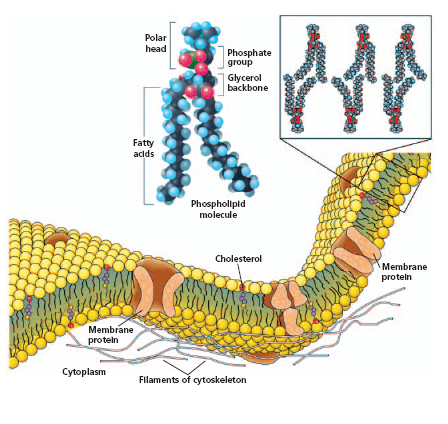 Polar
head
Phosphate
group
Glycerol
backbone
Fatty
acids
Phospholipid
molecule
Cholesterol
Membrane
protein
Membrane
protein
Cytoplasm
Filaments of cytoskeleton